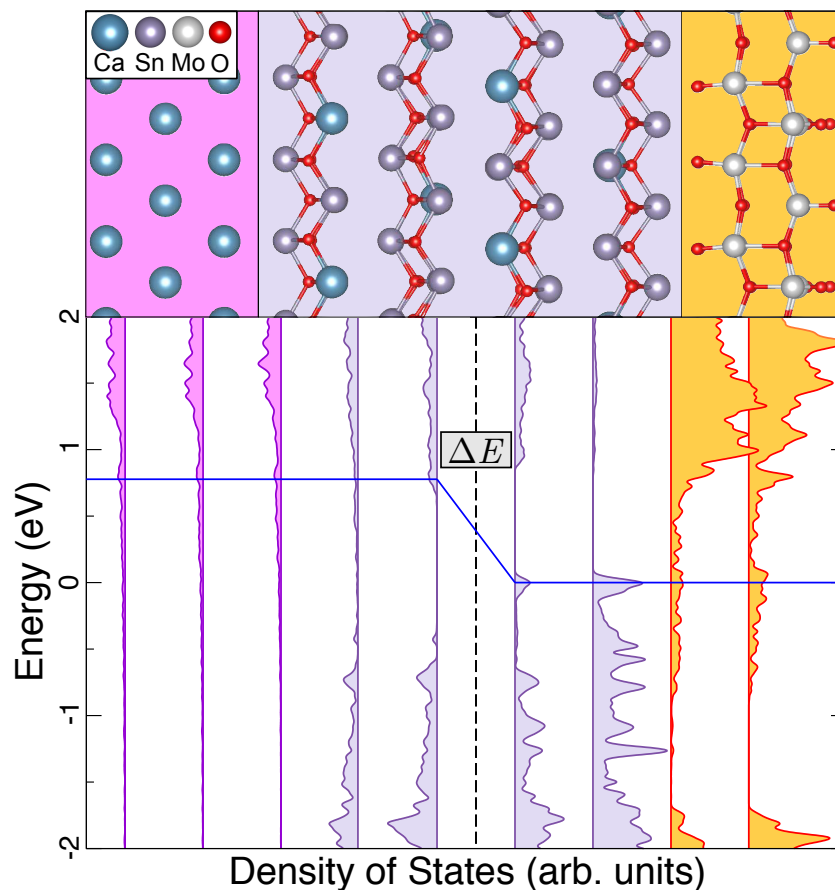 Ca Sn Mo O
2
1
0
-1
-2
Energy (eV)
ΔE
Density of States (arb. units)